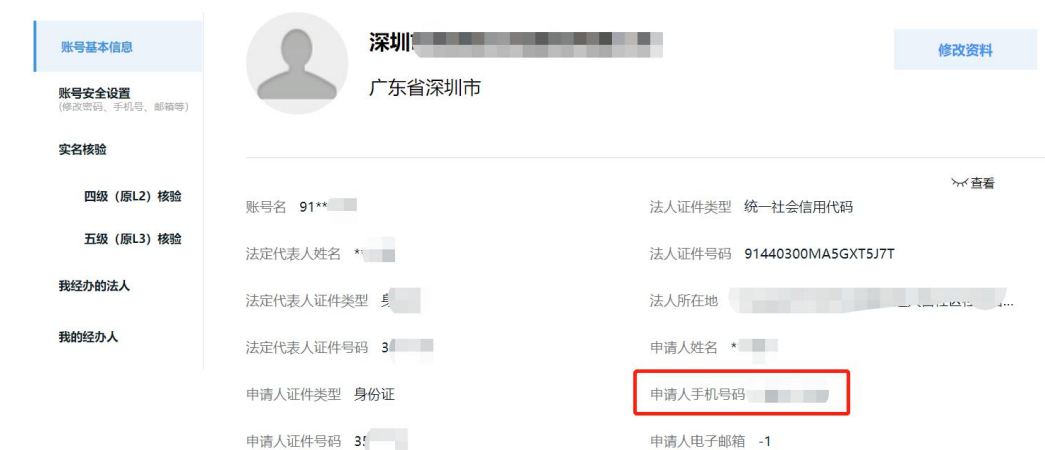 账号基本信息
账号安全设置
(修改密码、手机号、邮箱等)
实名核验
四级（原L2）核验
五级（原L3）核验
我经办的法人
我的经办人
深圳
广东省深圳市
修改资料
查看
账号名 91**
法人证件类型 统一社会信用代码
法定代表人姓名 *
法人证件号码 91440300MA5GXT5J7T
法定代表人证件类型
法人所在地 ...
法定代表人证件号码 3
申请人姓名 *
申请人证件类型 身份证
申请人手机号码
申请人证件号码 35
申请人电子邮箱 -1